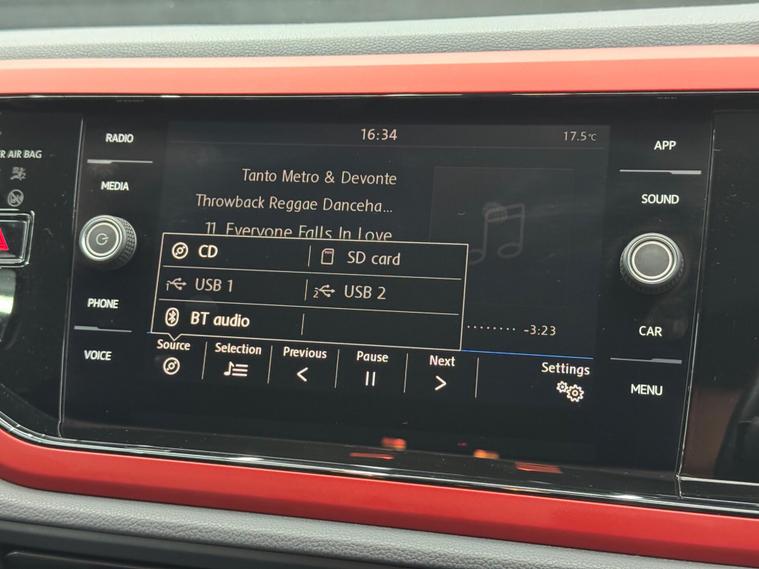 R AIR BAG
RADIO
MEDIA
PHONE
VOICE
16:34
17.5°C
Tanto Metro & Devonte
Throwback Reggae Danceha...
11 Everyone Falls In Love
CD
SD card
1 USB 1
2 USB 2
BT audio
-3:23
Source
Selection
Previous
Pause
Next
Settings
APP
SOUND
CAR
MENU